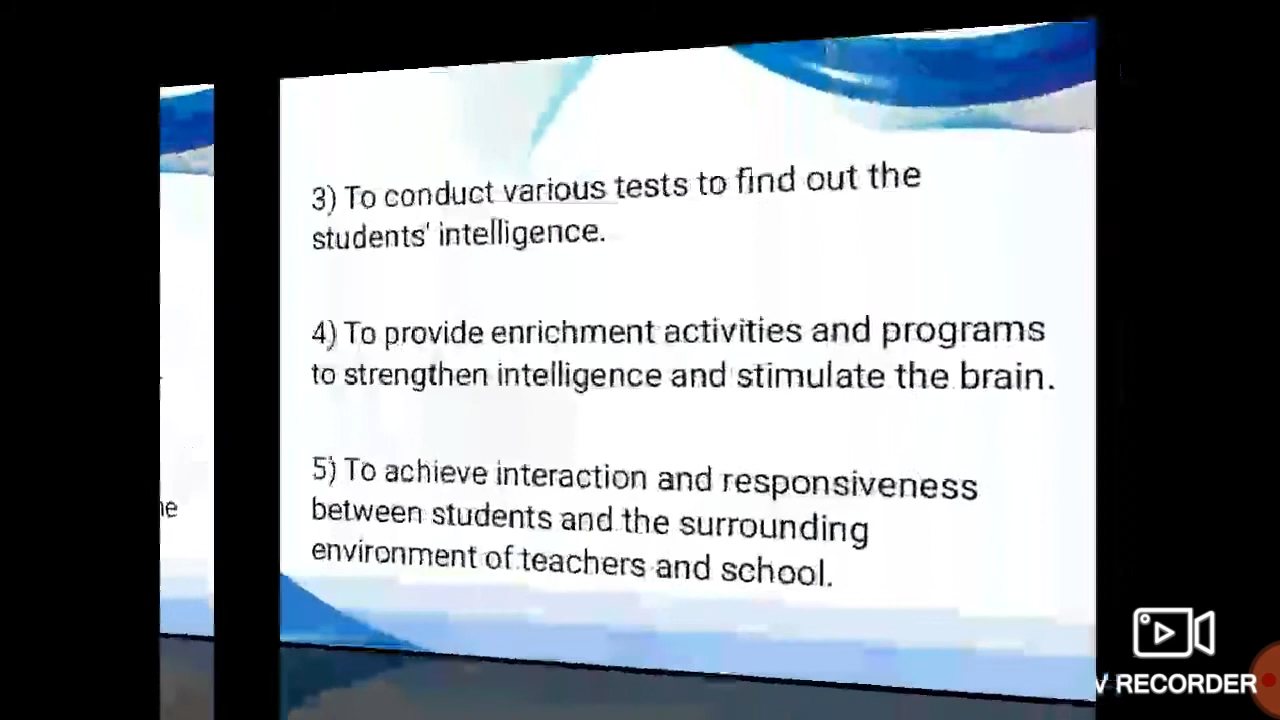 3) To conduct various tests to find out the
students' intelligence.
4) To provide enrichment activities and programs
to strengthen intelligence and stimulate the brain.
5) To achieve interaction and responsiveness
between students and the surrounding
environment of teachers and school.
RECORDER